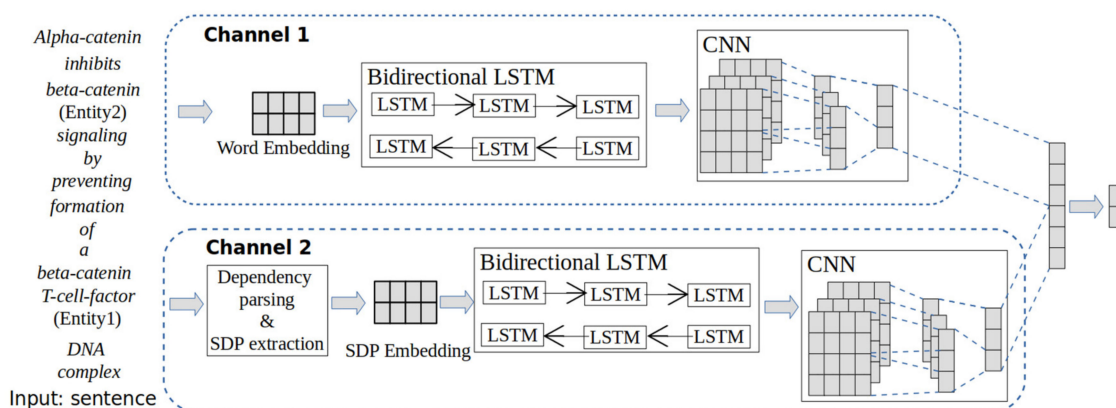 Alpha-catenin
inhibits
beta-catenin
(Entity2)
signaling
by
preventing
formation
of
a
beta-catenin
T-cell-factor
(Entity1)
DNA
complex
Input: sentence
Channel 1
Word Embedding
Bidirectional LSTM
LSTM LSTM LSTM
LSTM LSTM LSTM
CNN
Channel 2
Dependency
parsing
&
SDP extraction
SDP Embedding
Bidirectional LSTM
LSTM LSTM LSTM
LSTM LSTM LSTM
CNN